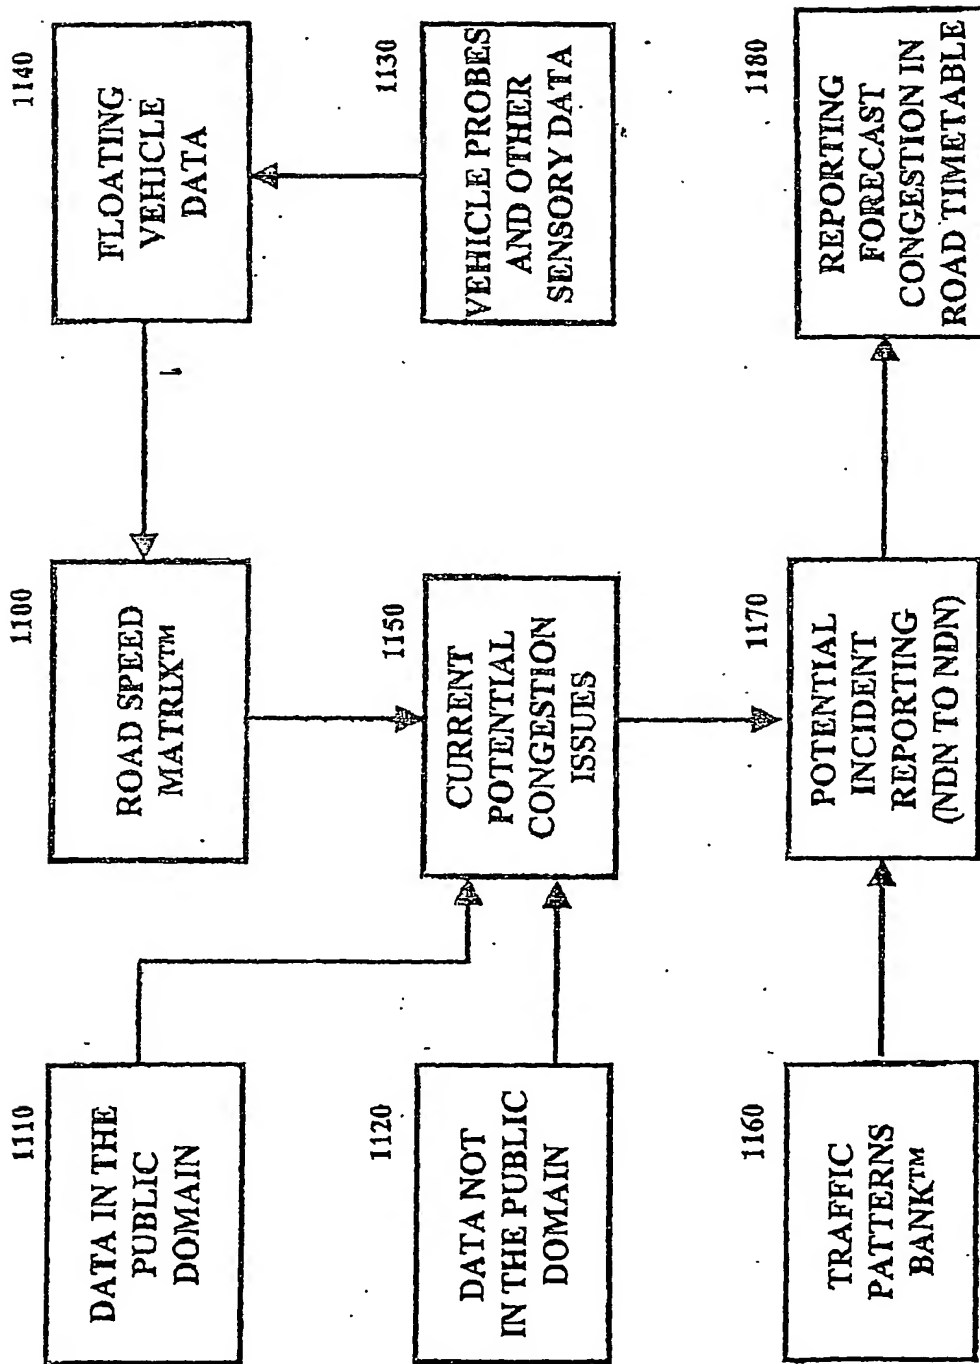 1110
DATA IN THE
PUBLIC
DOMAIN
1100
ROAD SPEED
MATRIX™
1140
FLOATING
VEHICLE
DATA
1120
DATA NOT
IN THE PUBLIC
DOMAIN
1150
CURRENT
POTENTIAL
CONGESTION
ISSUES
1130
VEHICLE PROBES
AND OTHER
SENSORY DATA
1160
TRAFFIC
PATTERNS
BANK™
1170
POTENTIAL
INCIDENT
REPORTING
(NDN TO NDN)
1180
REPORTING
FORECAST
CONGESTION IN
ROAD TIMETABLE